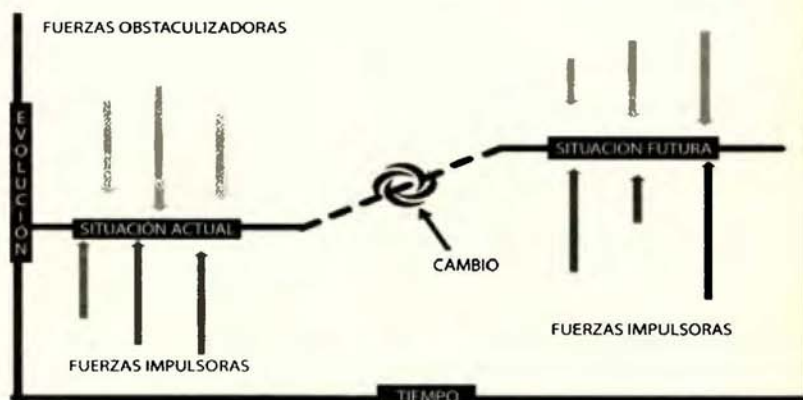 FUERZAS OBSTACULIZADORAS
EVOLUCIÓN
SITUACION FUTURA
SITUACIÓN ACTUAL
CAMBIO
FUERZAS IMPULSORAS
FUERZAS IMPULSORAS
TIEMPO